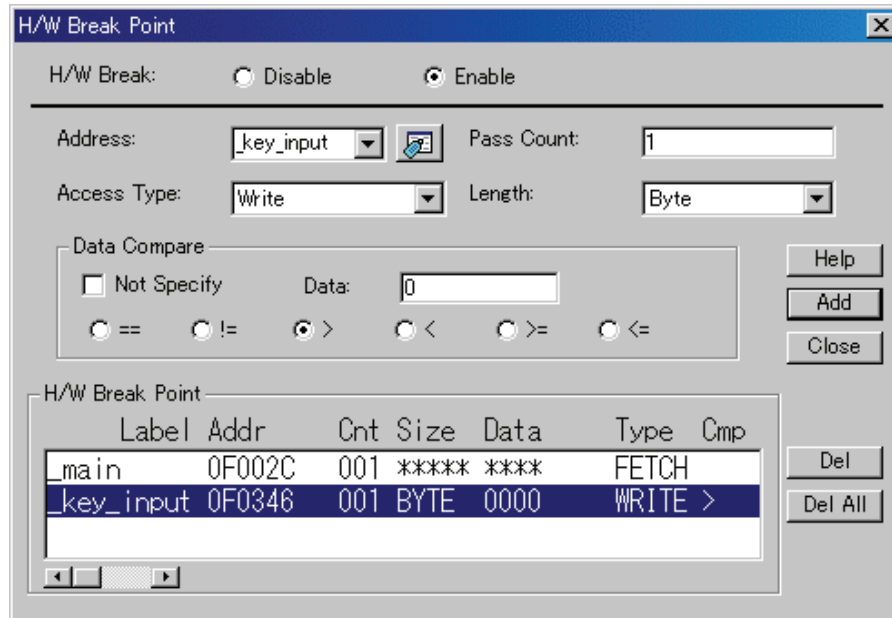 H/W Break Point
H/W Break: Disable Enable
Address: _key_input Pass Count: 1
Access Type: Write Length: Byte
Data Compare
Not Specify Data: 0
== != > < >= <=
Help
Add
Close
H/W Break Point
Label Addr Cnt Size Data Type Cmp
_main 0F002C 001 ***** **** FETCH
_key_input 0F0346 001 BYTE 0000 WRITE >
Del
Del All